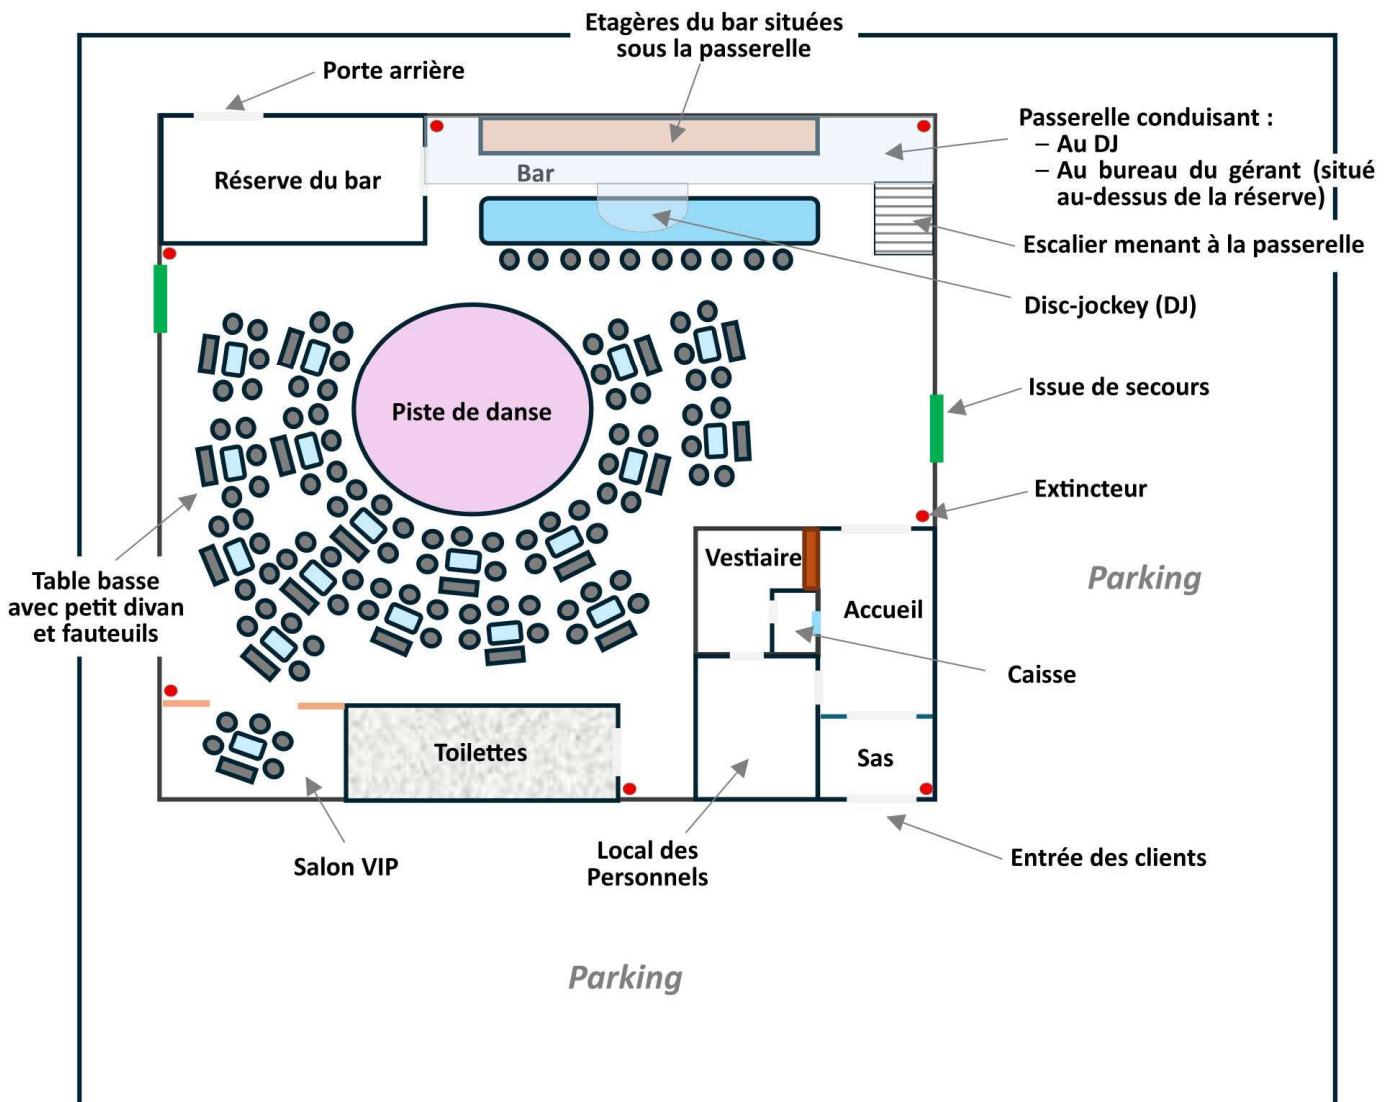 Etagères du bar situées
sous la passerelle
Porte arrière
Passerelle conduisant :
– Au DJ
– Au bureau du gérant (situé
au-dessus de la réserve)
Réserve du bar
Bar
Escalier menant à la passerelle
Disc-jockey (DJ)
Issue de secours
Piste de danse
Extincteur
Vestiaire
Table basse
avec petit divan
et fauteuils
Accueil
Parking
Caisse
Toilettes
Sas
Salon VIP
Local des
Personnels
Entrée des clients
Parking